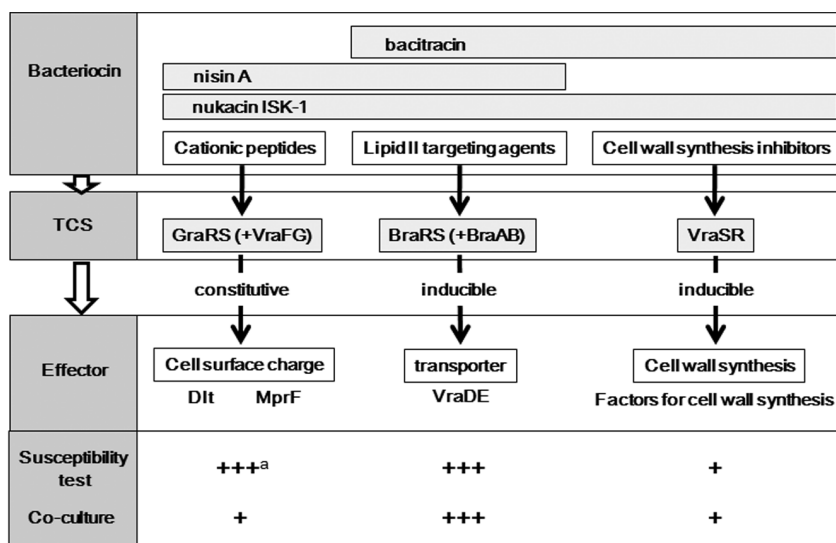 Bacteriocin
bacitracin
nisin A
nukacin ISK-1
Cationic peptides Lipid II targeting agents Cell wall synthesis inhibitors
TCS GraRS (+VraFG) BraRS (+BraAB) VraSR
constitutive inducible inducible
Effector
Cell surface charge transporter Cell wall synthesis
Dlt MprF VraDE Factors for cell wall synthesis
Susceptibility
test
+++a +++ +
Co-culture + +++ +